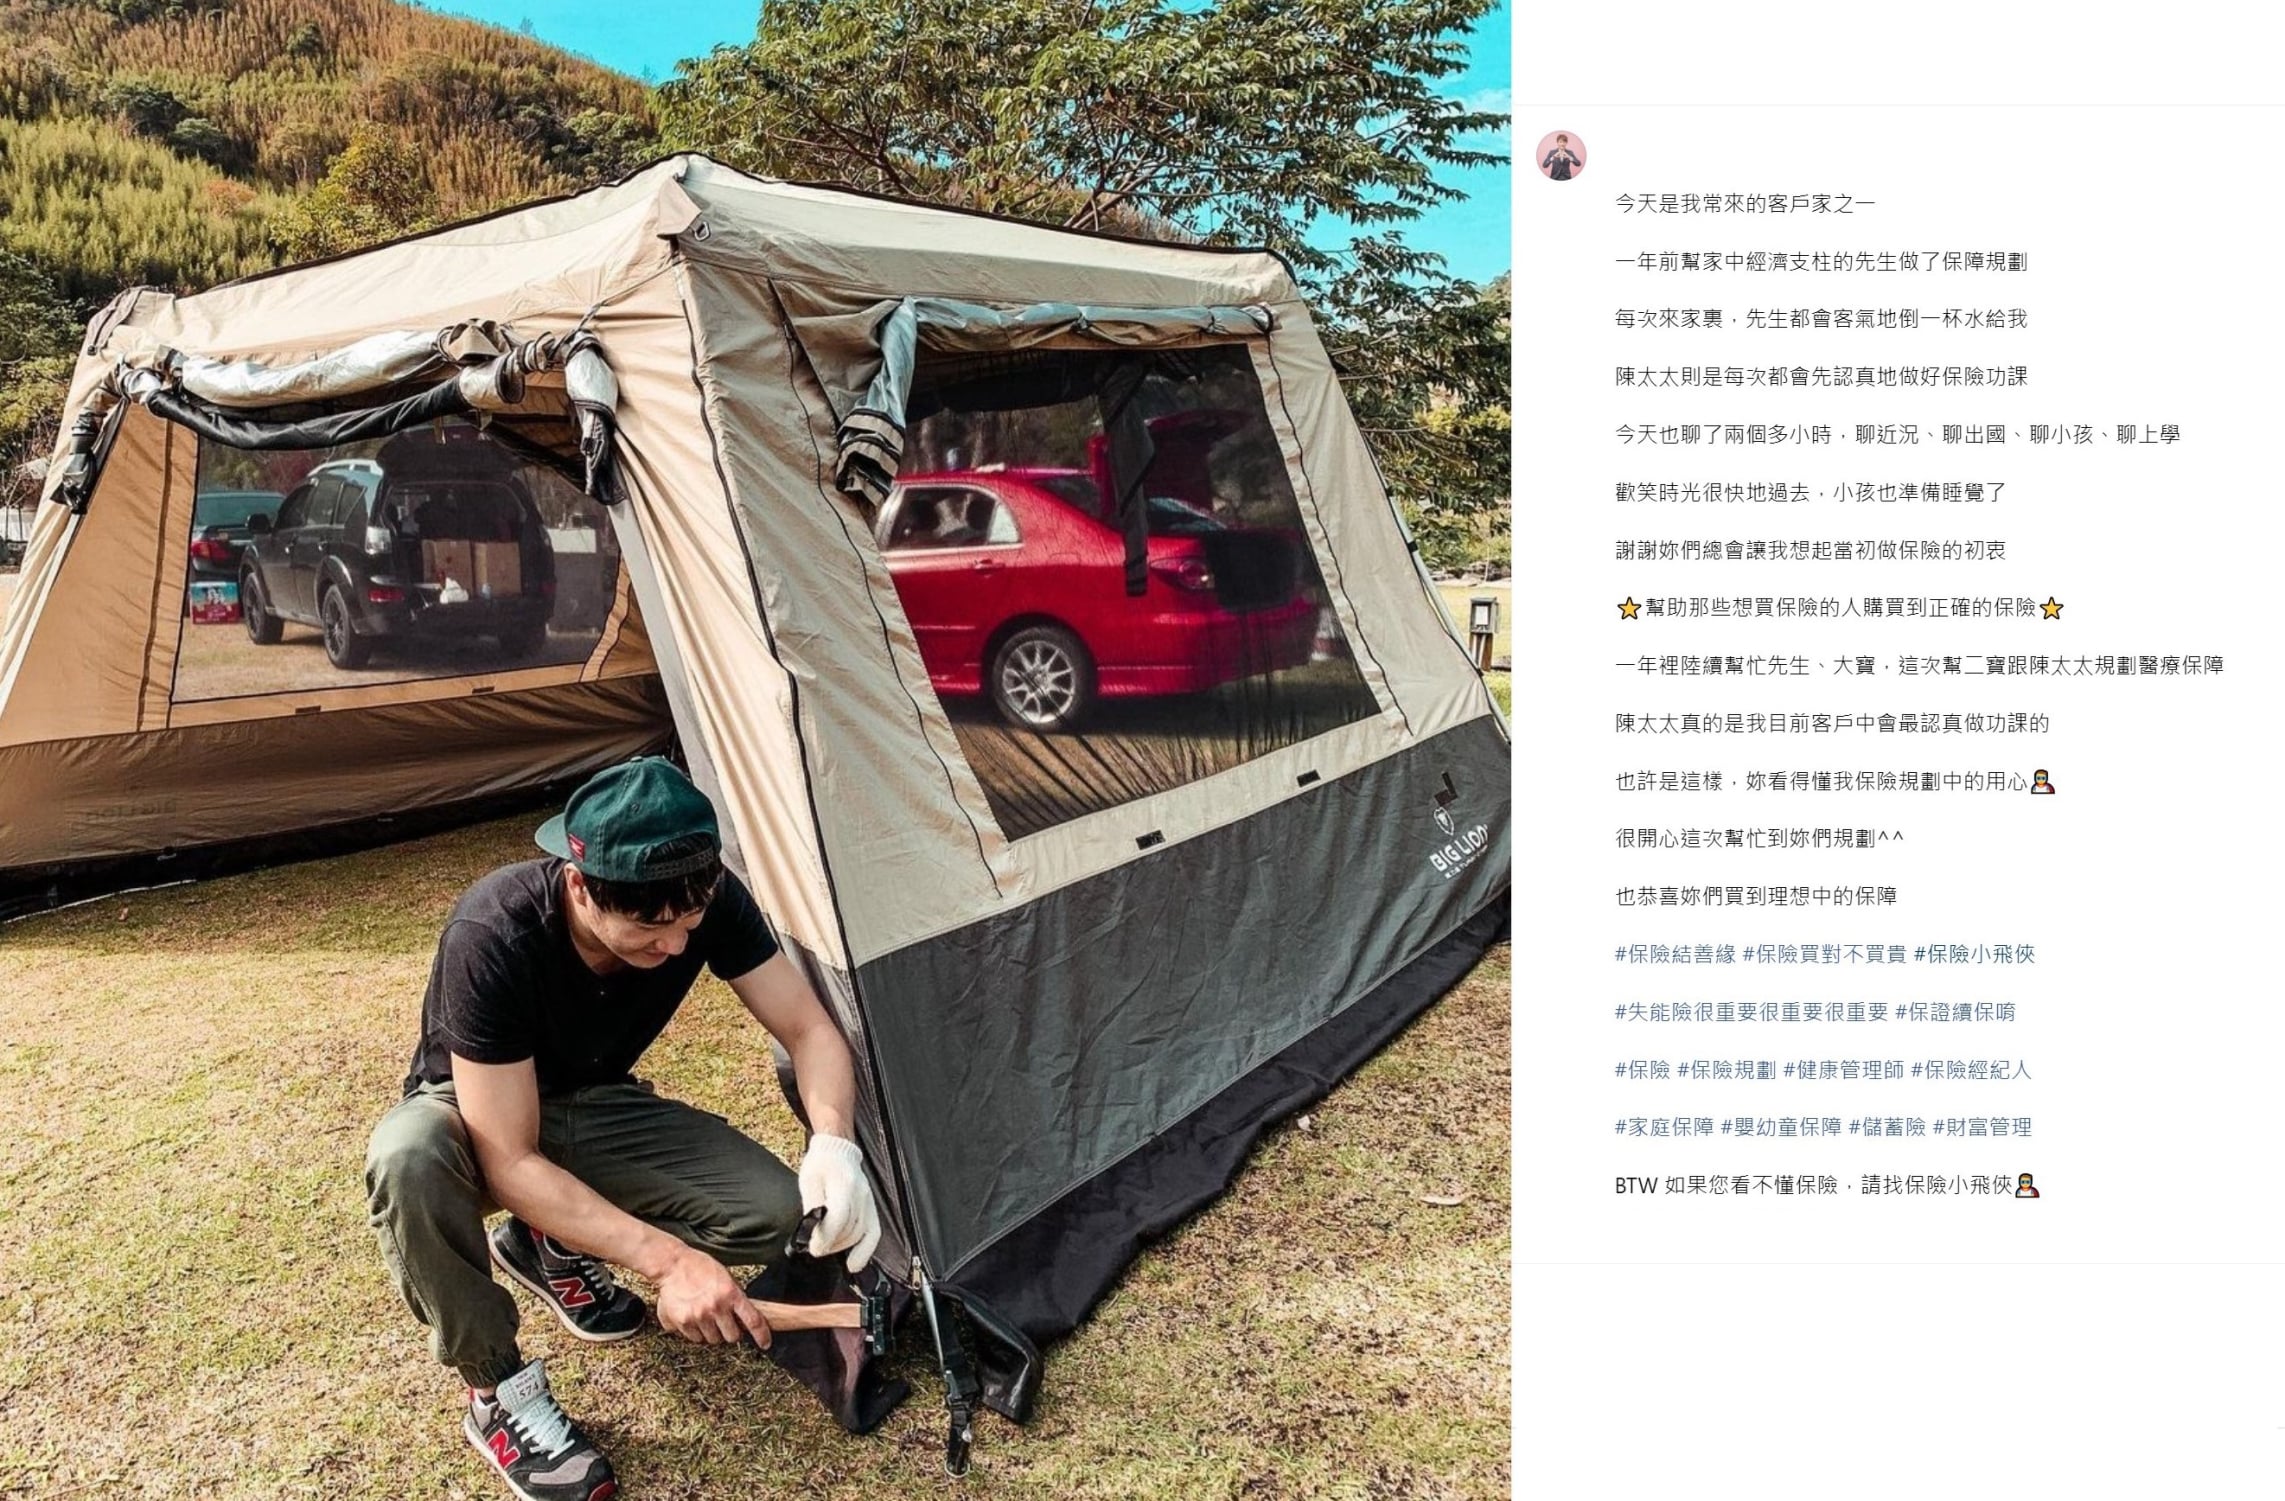 BIG LION
BIG LION
N
574
N
今天是我常來的客戶家之一
一年前幫家中經濟支柱的先生做了保障規劃
每次來家裏，先生都會客氣地倒一杯水給我
陳太太則是每次都會先認真地做好保險功課
今天也聊了兩個多小時，聊近況、聊出國、聊小孩、聊上學
歡笑時光很快地過去，小孩也準備睡覺了
謝謝妳們總會讓我想起當初做保險的初衷
⭐幫助那些想買保險的人購買到正確的保險⭐
一年裡陸續幫忙先生、大寶，這次幫二寶跟陳太太規劃醫療保障
陳太太真的是我目前客戶中會最認真做功課的
也許是這樣，妳看得懂我保險規劃中的用心🦸
很開心這次幫忙到妳們規劃^^
也恭喜妳們買到理想中的保障
#保險結善緣 #保險買對不買貴 #保險小飛俠
#失能險很重要很重要很重要 #保證續保唷
#保險 #保險規劃 #健康管理師 #保險經紀人
#家庭保障 #嬰幼童保障 #儲蓄險 #財富管理
BTW 如果您看不懂保險，請找保險小飛俠🦸